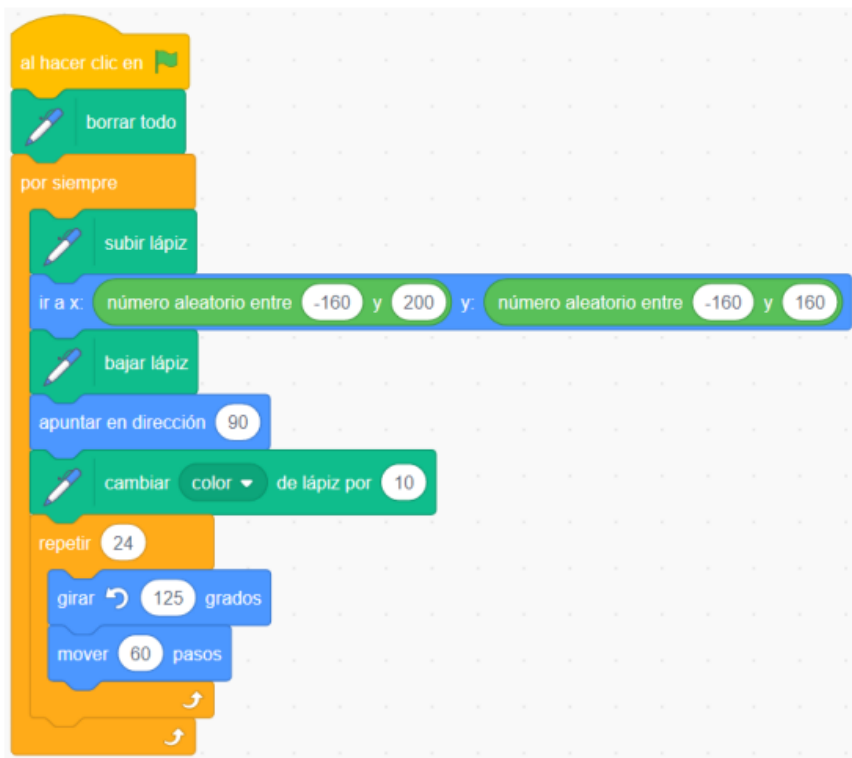 al hacer clic en
borrar todo
por siempre
subir lápiz
ir a x: número aleatorio entre -160 y 200 y: número aleatorio entre -160 y 160
bajar lápiz
apuntar en dirección 90
cambiar color de lápiz por 10
repetir 24
girar 125 grados
mover 60 pasos